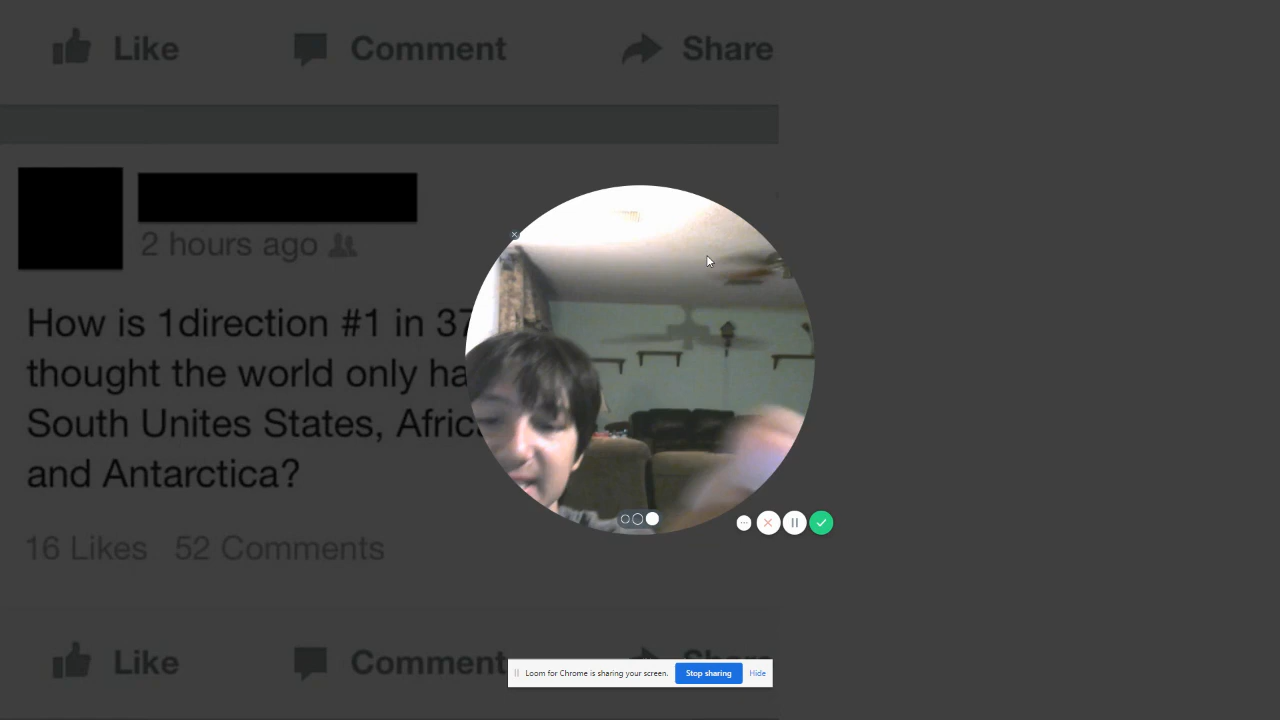 Like Comment Share
2 hours ago
How is 1direction #1 in 37
thought the world only ha
South Unites States, Afric
and Antarctica?
16 Likes 52 Comments
Like Comment Share
Loom for Chrome is sharing your screen. Stop sharing Hide